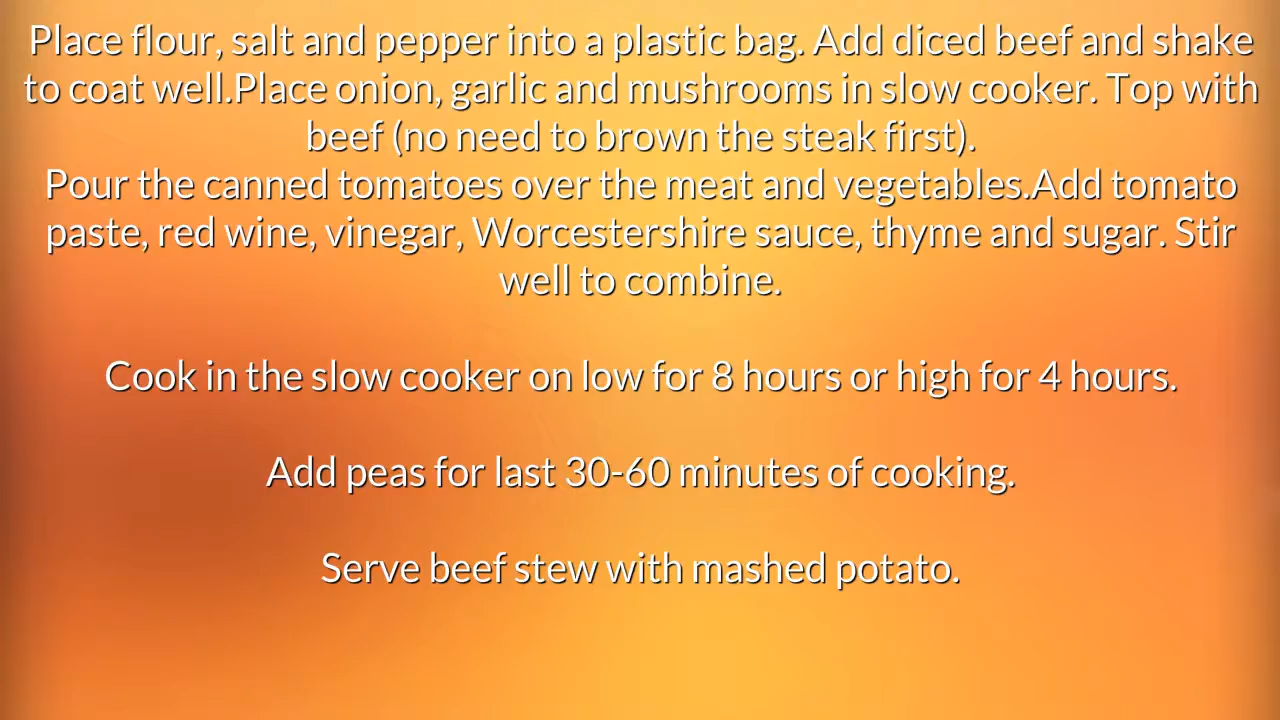 Place flour, salt and pepper into a plastic bag. Add diced beef and shake
to coat well.Place onion, garlic and mushrooms in slow cooker. Top with
beef (no need to brown the steak first).
Pour the canned tomatoes over the meat and vegetables.Add tomato
paste, red wine, vinegar, Worcestershire sauce, thyme and sugar. Stir
well to combine.
Cook in the slow cooker on low for 8 hours or high for 4 hours.
Add peas for last 30-60 minutes of cooking.
Serve beef stew with mashed potato.